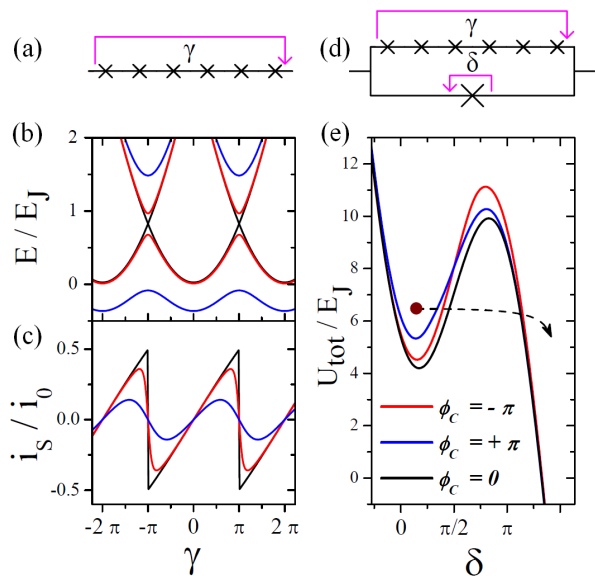 (a)
γ
(b)
2
1
0
E / E_J
(c)
0.5
0.0
-0.5
i_S / i_0
-2 π -π 0 π 2 π
γ
(d)
γ
δ
(e)
12
10
8
6
4
2
0
U_tot / E_J
ϕ_C = - π
ϕ_C = + π
ϕ_C = 0
0 π/2 π
δ